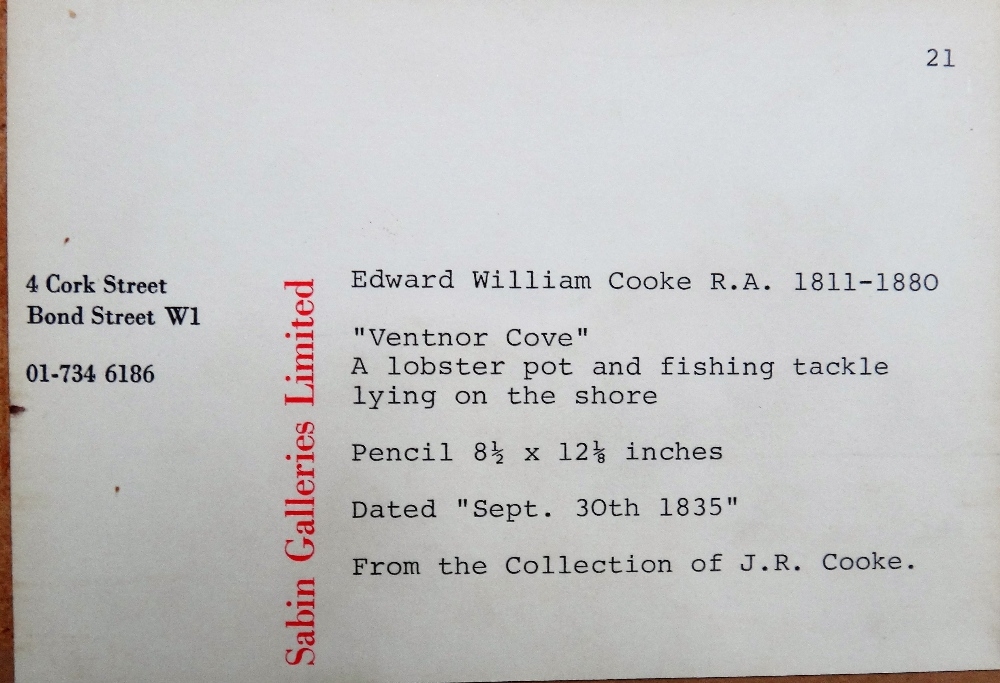 21
4 Cork Street
Bond Street W1
01-734 6186
Sabin Galleries Limited
Edward William Cooke R.A. 1811-1880
"Ventnor Cove"
A lobster pot and fishing tackle
lying on the shore
Pencil 8½ x 12⅛ inches
Dated "Sept. 30th 1835"
From the Collection of J.R. Cooke.